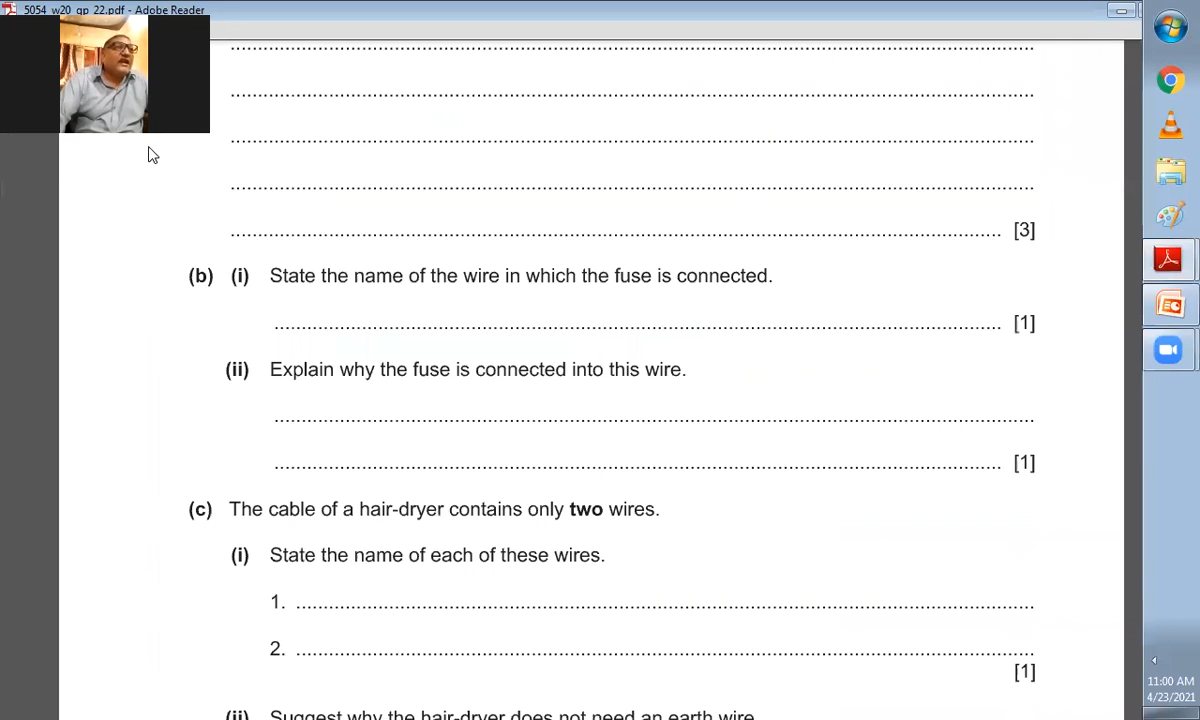 5054_w20_qp_22.pdf - Adobe Reader
[3]
(b) (i) State the name of the wire in which the fuse is connected.
[1]
(ii) Explain why the fuse is connected into this wire.
[1]
(c) The cable of a hair-dryer contains only two wires.
(i) State the name of each of these wires.
1.
2.
[1]
(ii) Suggest why the hair-dryer does not need an earth wire
11:00 AM
4/23/2021